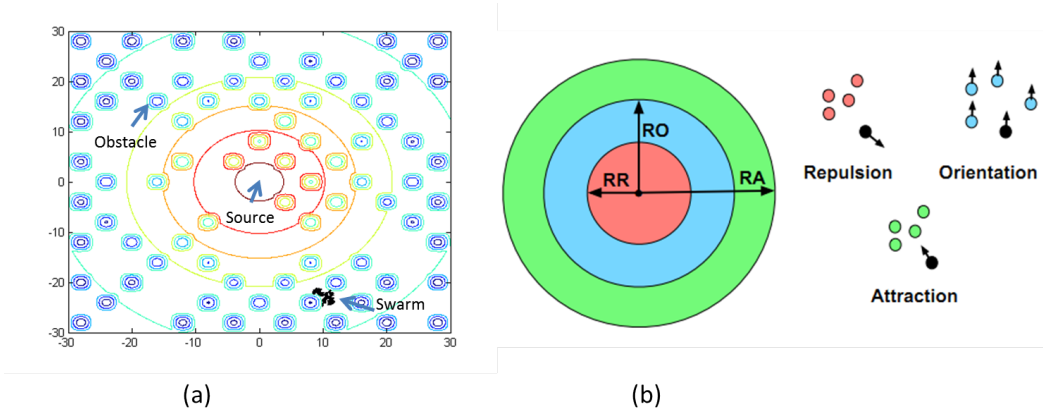 30
20
10
0
-10
-20
-30
-30
-20
-10
0
10
20
30
Obstacle
Source
Swarm
(a)
RO
RR
RA
Repulsion
Orientation
Attraction
(b)